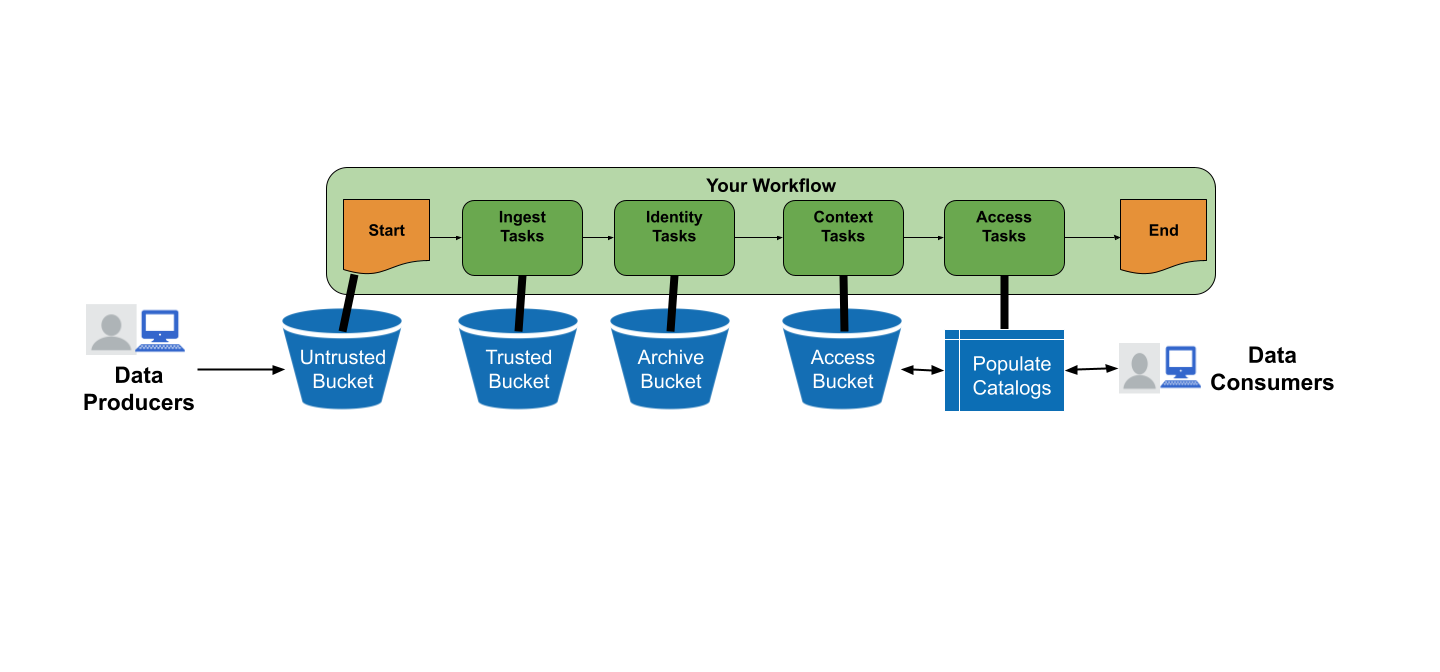 Your Workflow
Start
Ingest
Tasks
Identity
Tasks
Context
Tasks
Access
Tasks
End
Data
Producers
Untrusted
Bucket
Trusted
Bucket
Archive
Bucket
Access
Bucket
Populate
Catalogs
Data
Consumers